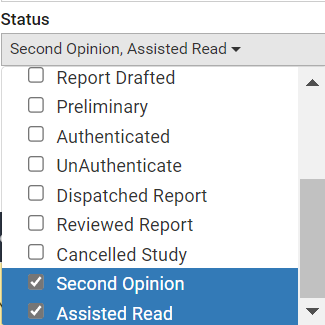 Status
Second Opinion, Assisted Read
Report Drafted
Preliminary
Authenticated
UnAuthenticate
Dispatched Report
Reviewed Report
Cancelled Study
Second Opinion
Assisted Read